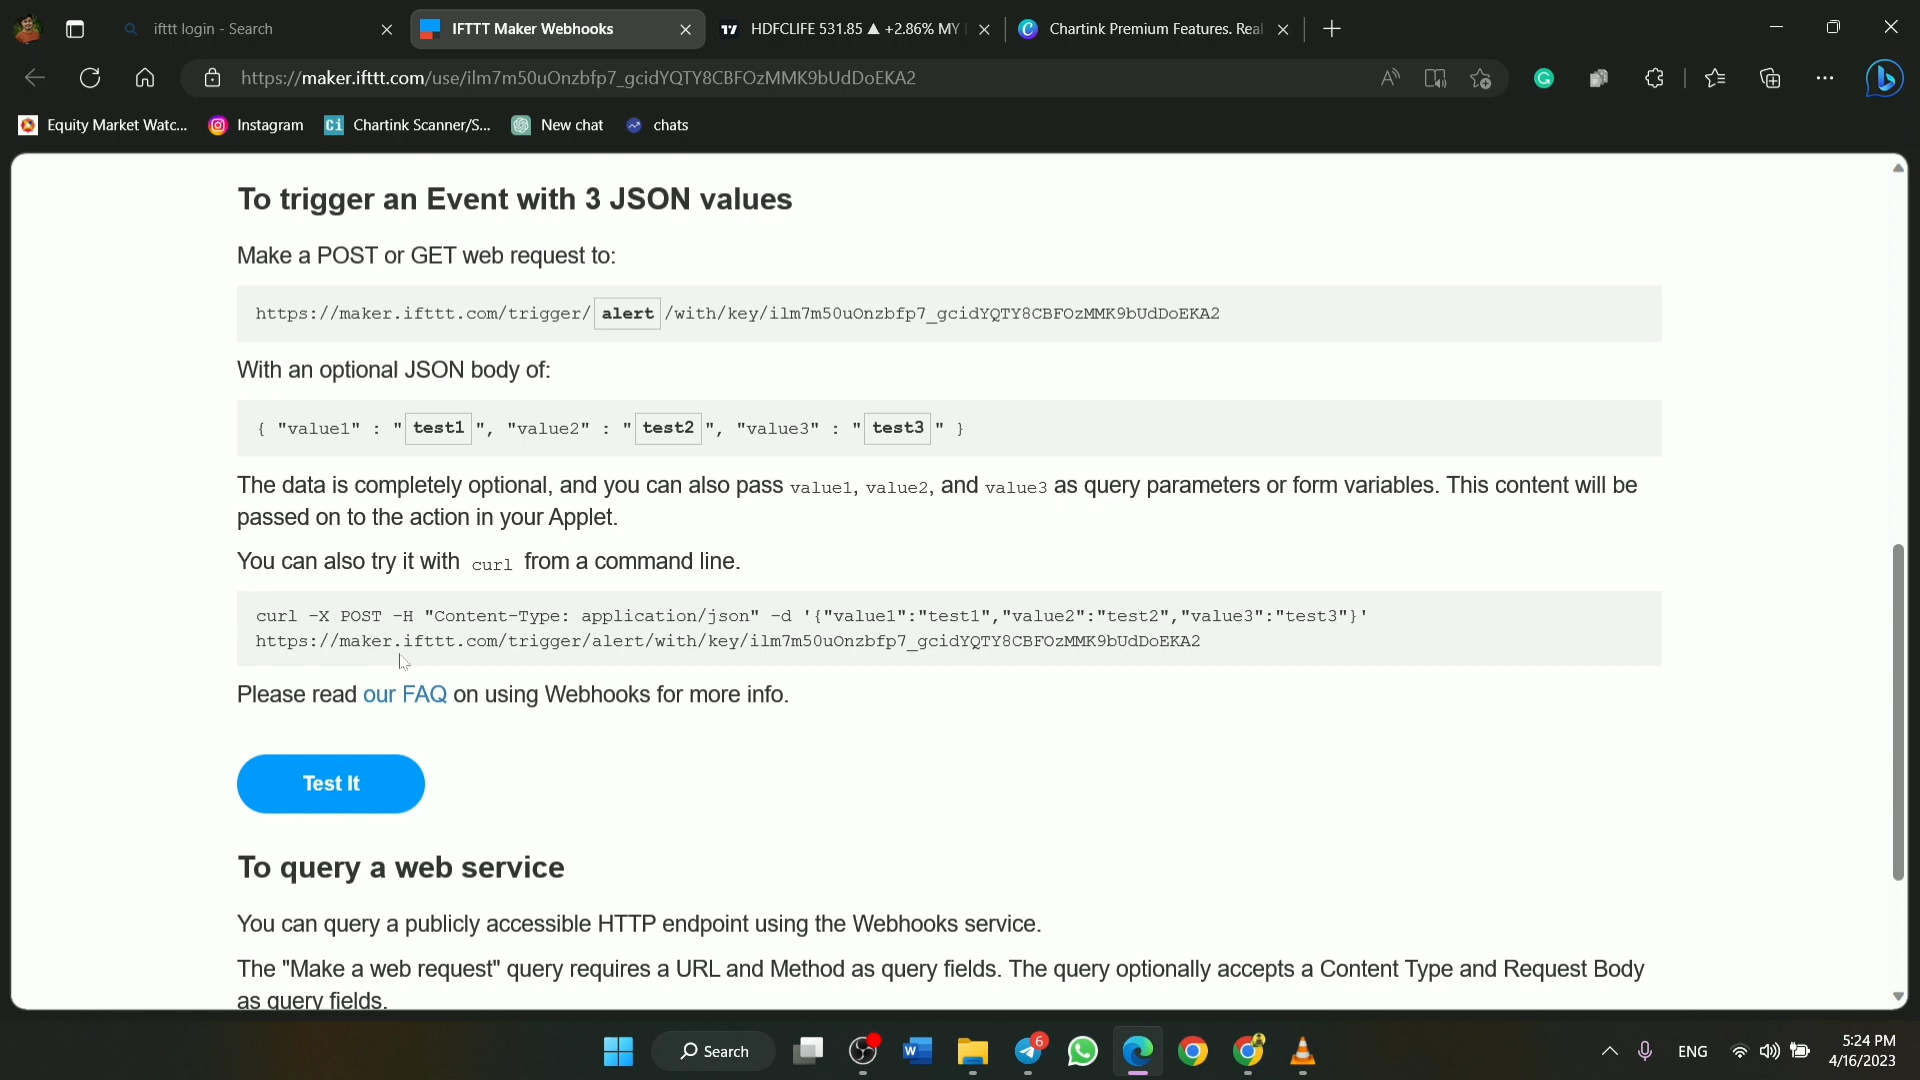 ifttt login - Search
IFTTT Maker Webhooks
HDFCLIFE 531.85 ▲ +2.86% MY
Chartink Premium Features. Real
https://maker.ifttt.com/use/ilm7m50uOnzbfp7_gcidYQTY8CBFOzMMK9bUdDoEKA2
Equity Market Watc...
Instagram
Chartink Scanner/S...
New chat
chats
To trigger an Event with 3 JSON values
Make a POST or GET web request to:
https://maker.ifttt.com/trigger/ alert /with/key/ilm7m50uOnzbfp7_gcidYQTY8CBFOzMMK9bUdDoEKA2
With an optional JSON body of:
{ "value1" : " test1 ", "value2" : " test2 ", "value3" : " test3 " }
The data is completely optional, and you can also pass value1, value2, and value3 as query parameters or form variables. This content will be
passed on to the action in your Applet.
You can also try it with curl from a command line.
curl -X POST -H "Content-Type: application/json" -d '{"value1":"test1","value2":"test2","value3":"test3"}'
https://maker.ifttt.com/trigger/alert/with/key/ilm7m50uOnzbfp7_gcidYQTY8CBFOzMMK9bUdDoEKA2
Please read our FAQ on using Webhooks for more info.
Test It
To query a web service
You can query a publicly accessible HTTP endpoint using the Webhooks service.
The "Make a web request" query requires a URL and Method as query fields. The query optionally accepts a Content Type and Request Body
as query fields.
Search
6
ENG
5:24 PM
4/16/2023